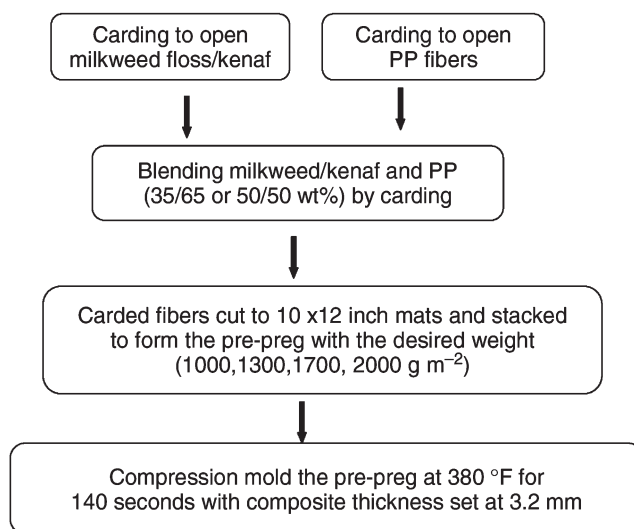 Carding to open
milkweed floss/kenaf
Carding to open
PP fibers
Blending milkweed/kenaf and PP
(35/65 or 50/50 wt%) by carding
Carded fibers cut to 10 x12 inch mats and stacked
to form the pre-preg with the desired weight
(1000,1300,1700, 2000 g m⁻²)
Compression mold the pre-preg at 380 °F for
140 seconds with composite thickness set at 3.2 mm